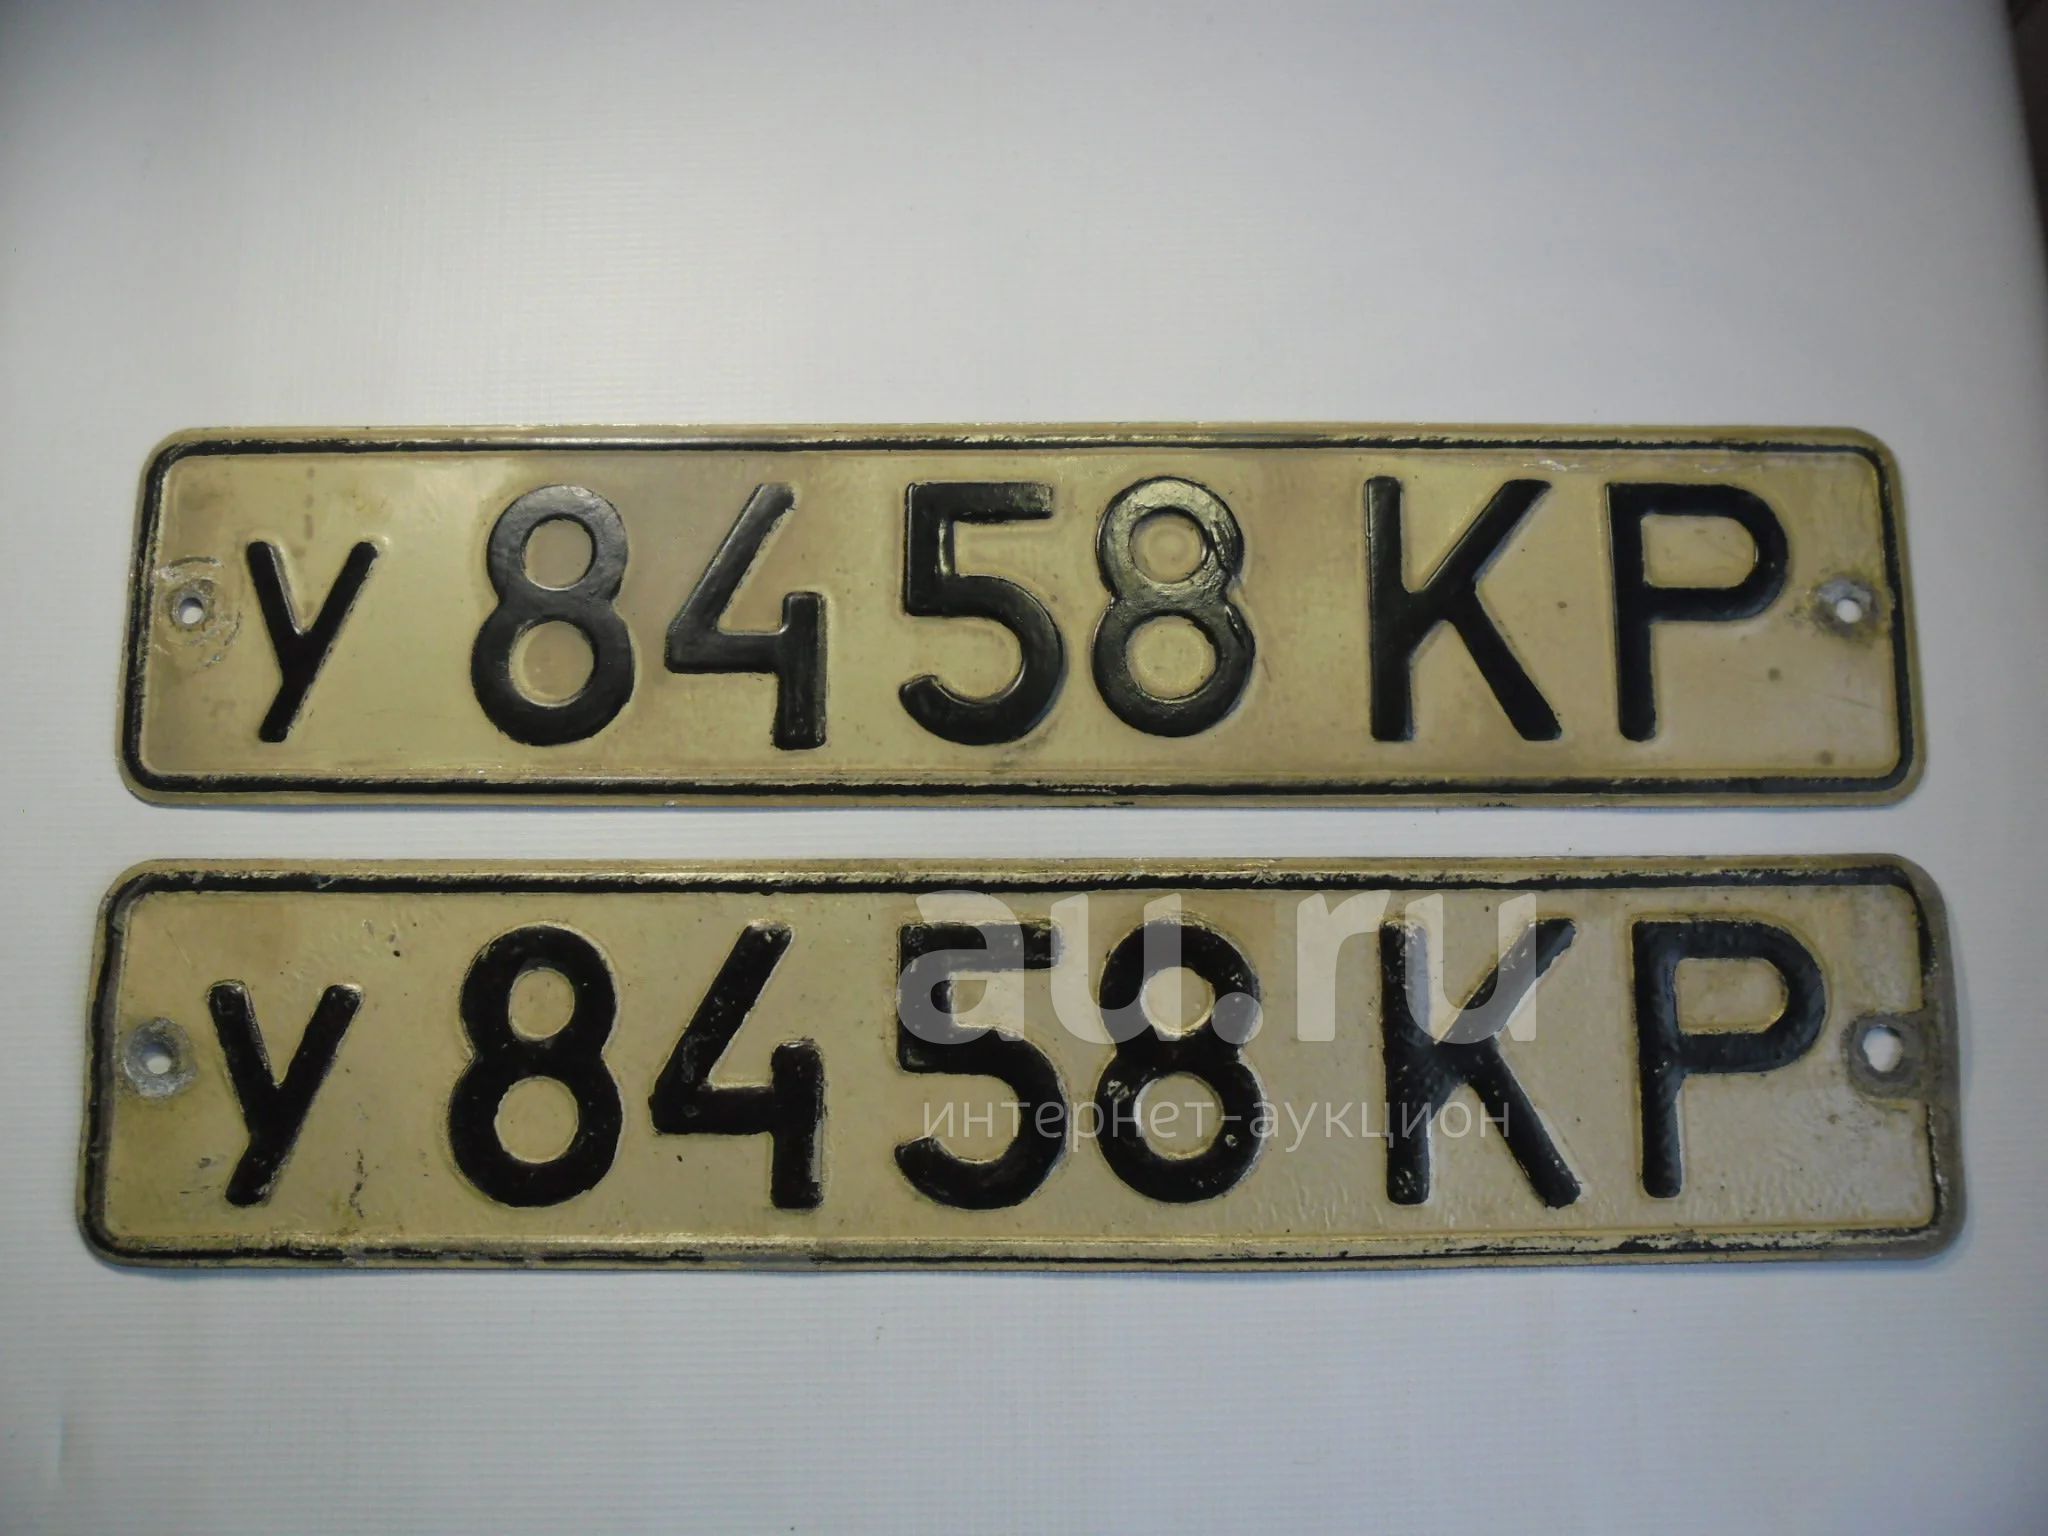 у 8458 КР
у 8458 КР
au.ru
интернет-аукцион